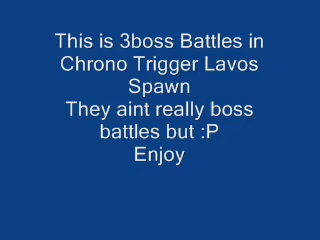 This is 3boss Battles in
Chrono Trigger Lavos
Spawn
They aint really boss
battles but :P
Enjoy